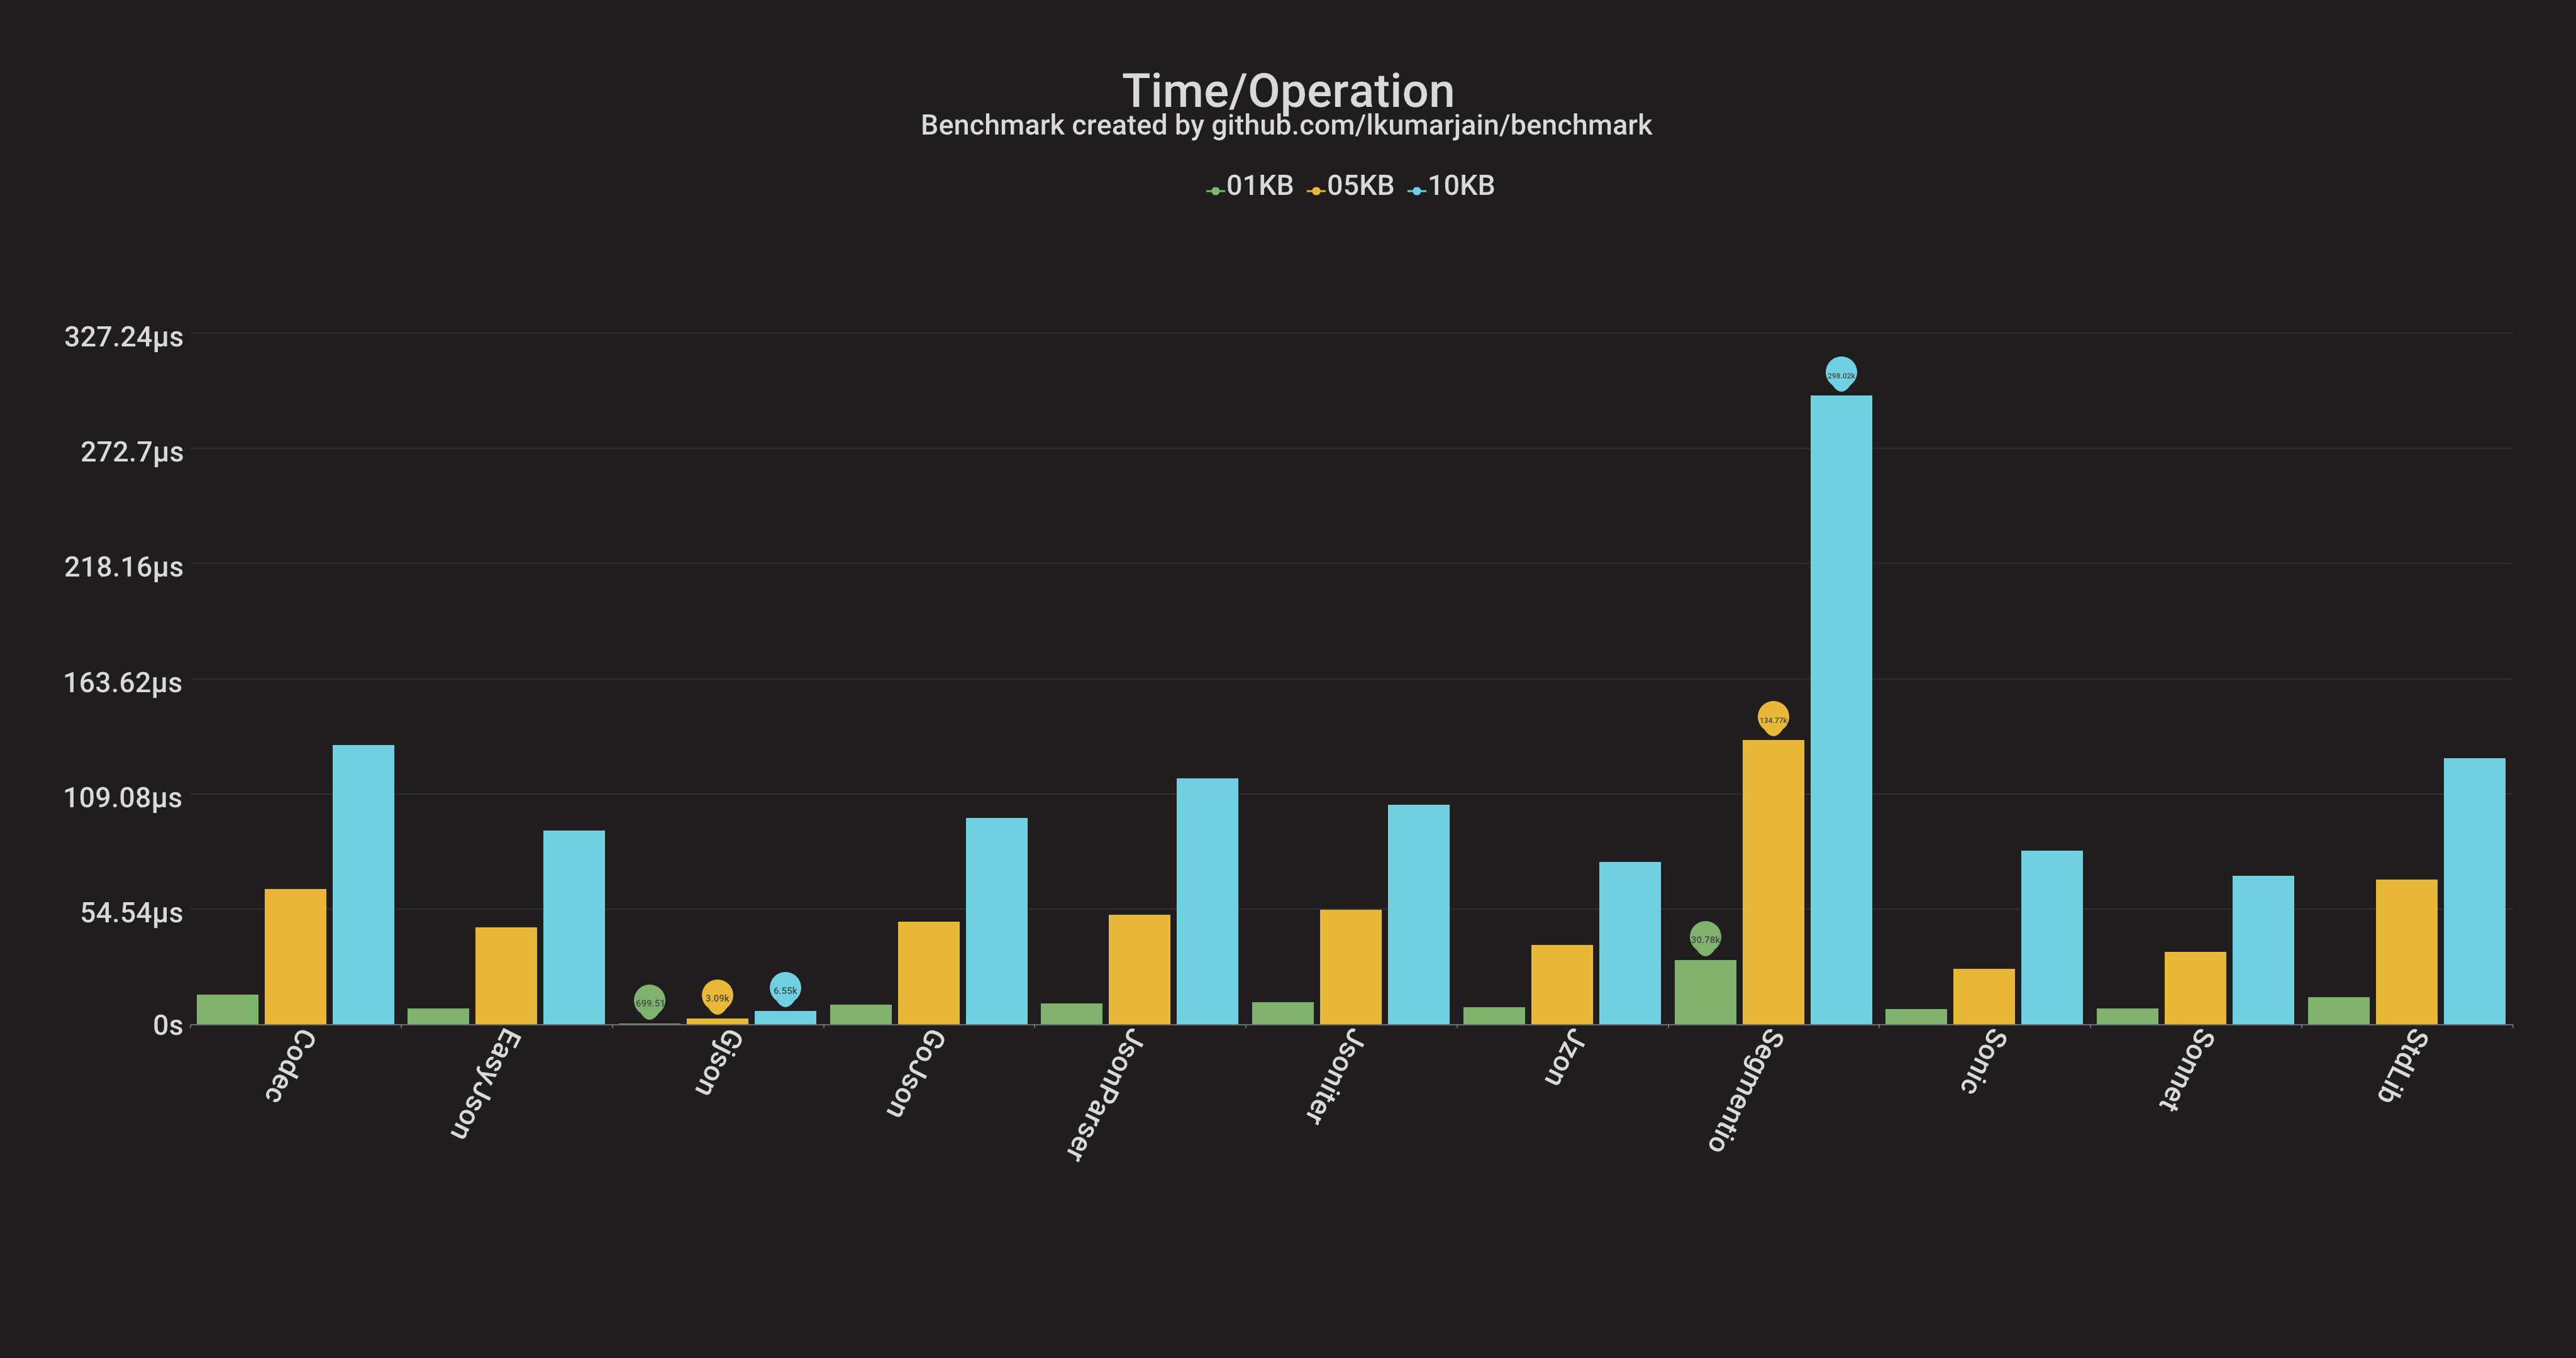 Time/Operation
Benchmark created by github.com/lkumarjain/benchmark
01KB 05KB 10KB
327.24µs
272.7µs
218.16µs
163.62µs
109.08µs
54.54µs
0s
298.02k
134.77k
30.78k
699.51
3.09k
6.55k
Codec
EasyJson
Gjson
GoJson
JsonParser
Jsoniter
Jzon
Segmentio
Sonic
Sonnet
StdLib